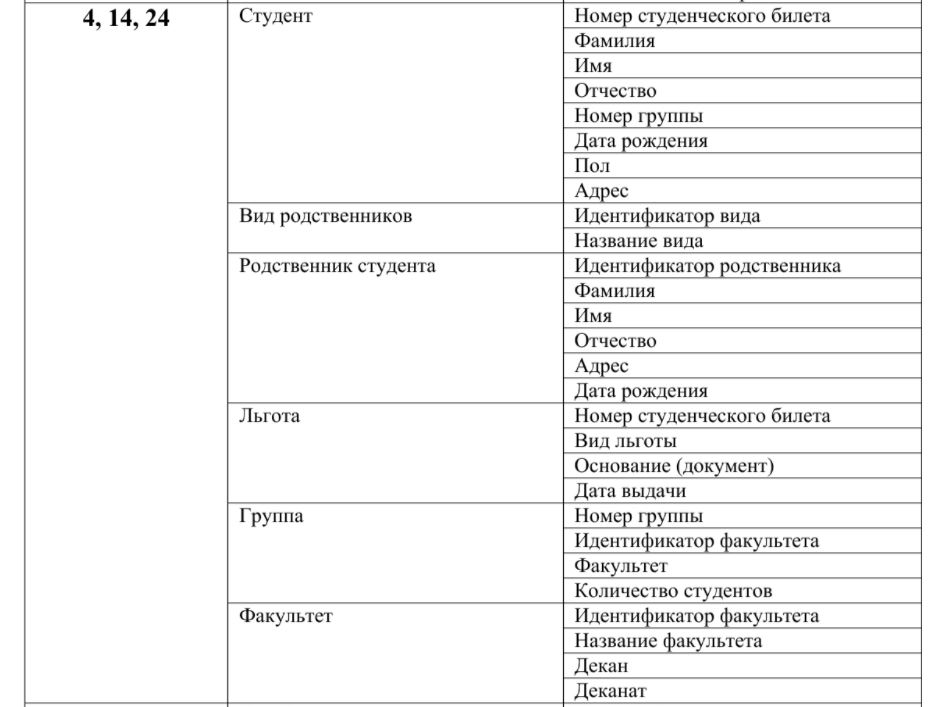 4, 14, 24
Студент
Номер студенческого билета
Фамилия
Имя
Отчество
Номер группы
Дата рождения
Пол
Адрес
Вид родственников
Идентификатор вида
Название вида
Родственник студента
Идентификатор родственника
Фамилия
Имя
Отчество
Адрес
Дата рождения
Льгота
Номер студенческого билета
Вид льготы
Основание (документ)
Дата выдачи
Группа
Номер группы
Идентификатор факультета
Факультет
Количество студентов
Факультет
Идентификатор факультета
Название факультета
Декан
Деканат